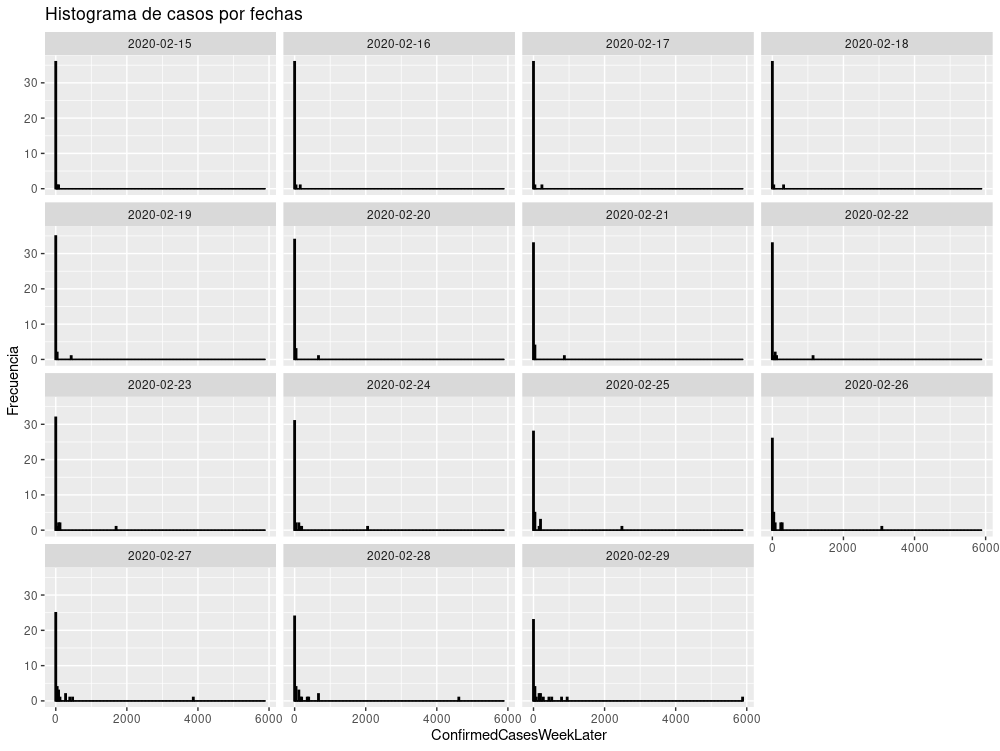 Histograma de casos por fechas
2020-02-15 2020-02-16 2020-02-17 2020-02-18
30
20
10
0
2020-02-19 2020-02-20 2020-02-21 2020-02-22
30
20
10
0
Frecuencia
2020-02-23 2020-02-24 2020-02-25 2020-02-26
30
20
10
0
0 2000 4000 6000
2020-02-27 2020-02-28 2020-02-29
30
20
10
0
0 2000 4000 6000 0 2000 4000 6000 0 2000 4000 6000
ConfirmedCasesWeekLater